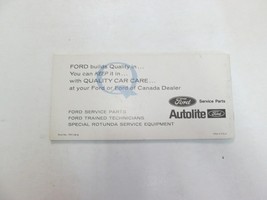 FORD builds Quality in...
You can KEEP it in...
with QUALITY CAR CARE...
at your Ford or Ford of Canada Dealer
Ford Service Parts
Autolite Ford
FORD SERVICE PARTS
FORD TRAINED TECHNICIANS
SPECIAL ROTUNDA SERVICE EQUIPMENT